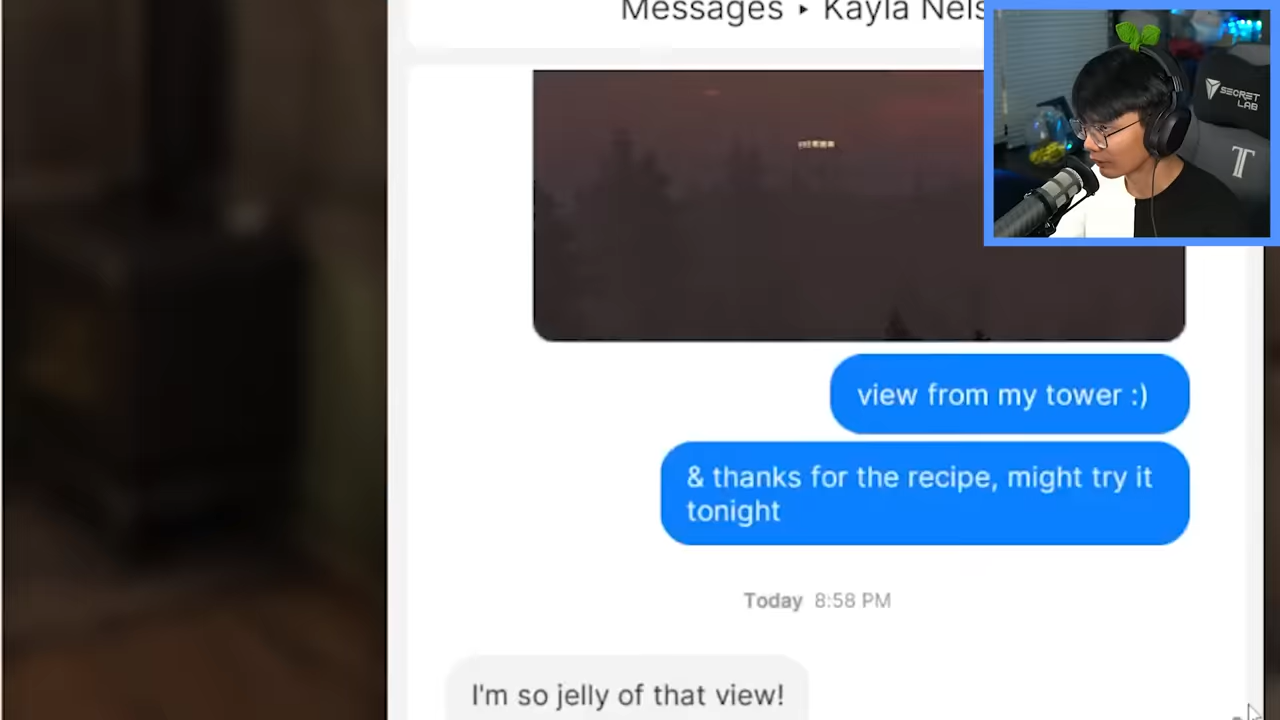 Messages ▸ Kayla Nels
view from my tower :)
& thanks for the recipe, might try it
tonight
Today 8:58 PM
I'm so jelly of that view!
SECRET
LAB